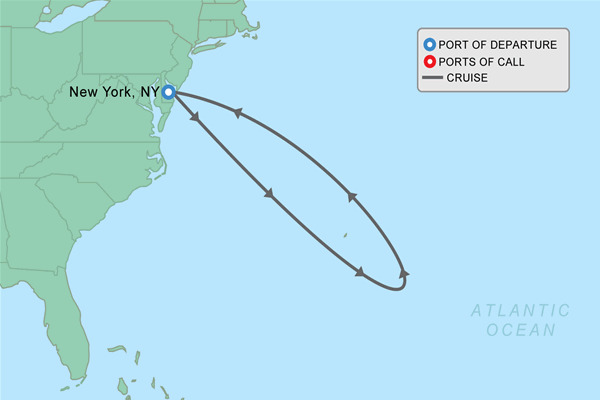 PORT OF DEPARTURE
PORTS OF CALL
CRUISE
New York, NY
ATLANTIC
OCEAN